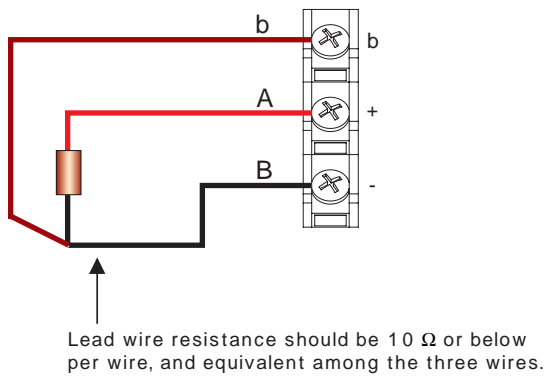 b
b
A
+
B
-
Lead wire resistance should be 10 Ω or below
per wire, and equivalent among the three wires.